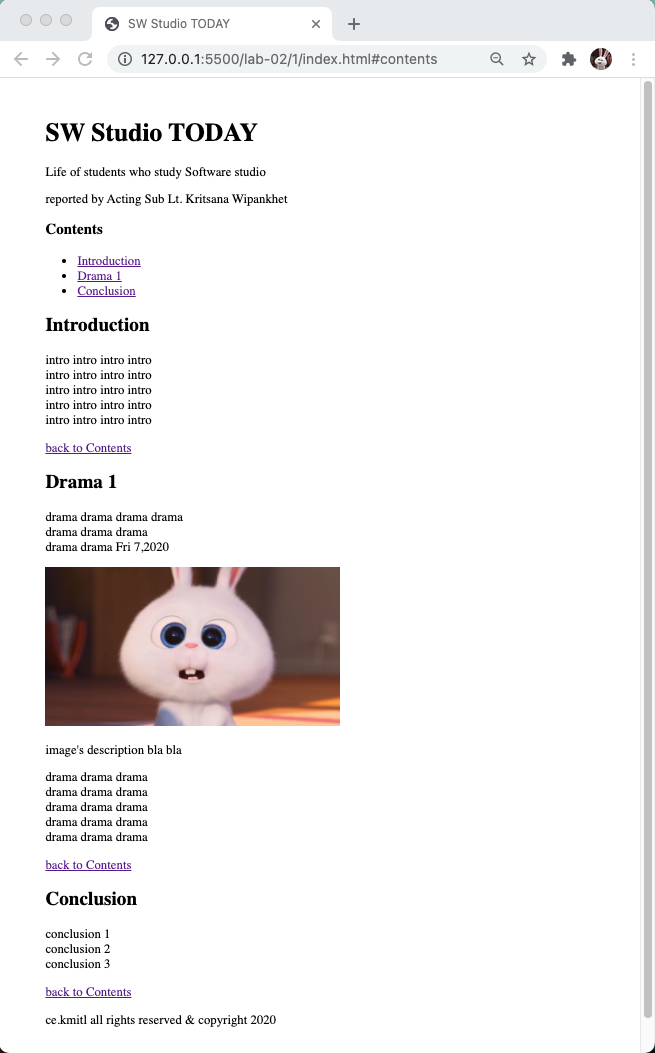 SW Studio TODAY
127.0.0.1:5500/lab-02/1/index.html#contents
SW Studio TODAY
Life of students who study Software studio
reported by Acting Sub Lt. Kritsana Wipankhet
Contents
Introduction
Drama 1
Conclusion
Introduction
intro intro intro intro
intro intro intro intro
intro intro intro intro
intro intro intro intro
intro intro intro intro
back to Contents
Drama 1
drama drama drama drama
drama drama drama
drama drama Fri 7,2020
image's description bla bla
drama drama drama
drama drama drama
drama drama drama
drama drama drama
drama drama drama
back to Contents
Conclusion
conclusion 1
conclusion 2
conclusion 3
back to Contents
ce.kmitl all rights reserved & copyright 2020